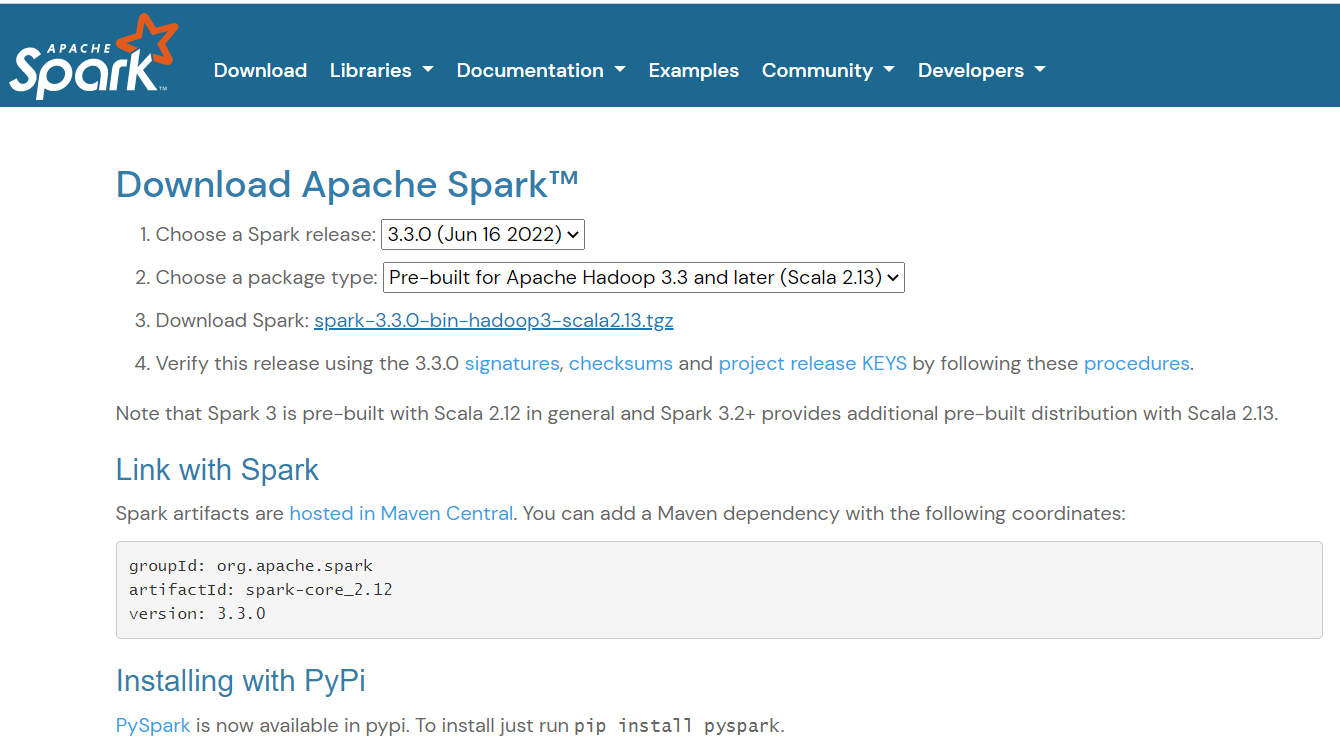 APACHE
Spark™
Download Libraries Documentation Examples Community Developers
Download Apache Spark™
1. Choose a Spark release: 3.3.0 (Jun 16 2022)
2. Choose a package type: Pre-built for Apache Hadoop 3.3 and later (Scala 2.13)
3. Download Spark: spark-3.3.0-bin-hadoop3-scala2.13.tgz
4. Verify this release using the 3.3.0 signatures, checksums and project release KEYS by following these procedures.
Note that Spark 3 is pre-built with Scala 2.12 in general and Spark 3.2+ provides additional pre-built distribution with Scala 2.13.
Link with Spark
Spark artifacts are hosted in Maven Central. You can add a Maven dependency with the following coordinates:
groupId: org.apache.spark
artifactId: spark-core_2.12
version: 3.3.0
Installing with PyPi
PySpark is now available in pypi. To install just run pip install pyspark.